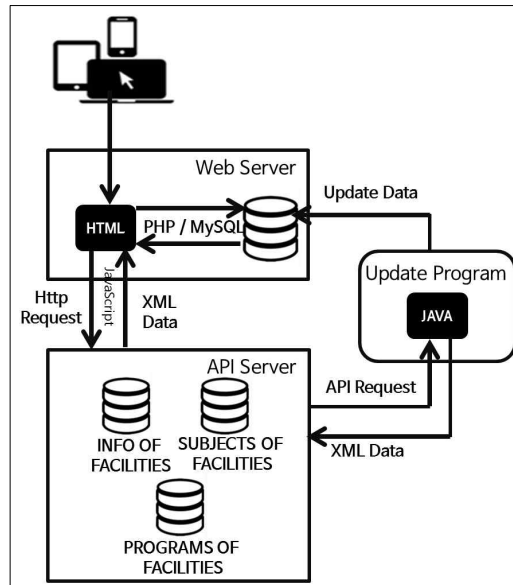 Web Server
Update Data
HTML
PHP / MySQL
Update Program
JavaScript
Http
Request
XML
Data
JAVA
API Server
API Request
INFO OF
FACILITIES
SUBJECTS OF
FACILITIES
XML Data
PROGRAMS OF
FACILITIES